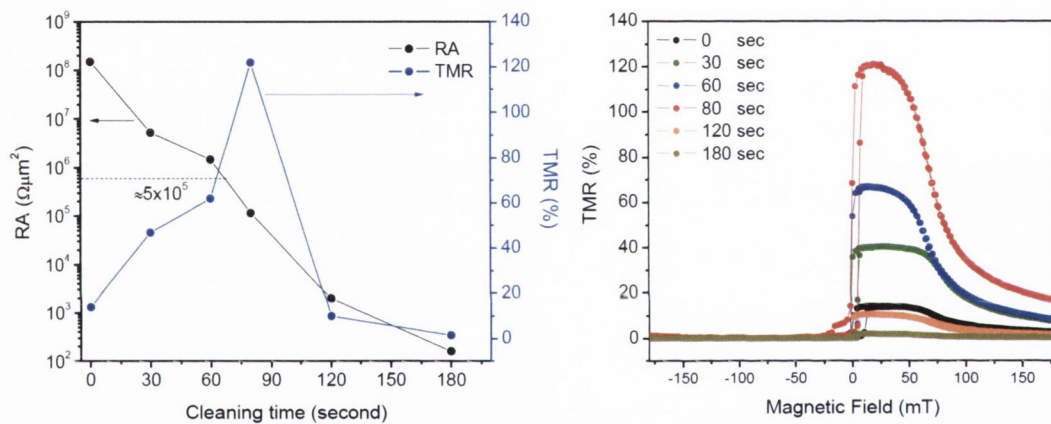 10⁹
10⁸
10⁷
10⁶
10⁵
10⁴
10³
10²
RA (Ωμm²)
≈5x10⁵
RA
TMR
140
120
100
80
60
40
20
0
TMR (%)
0 30 60 90 120 150 180
Cleaning time (second)
140
120
100
80
60
40
20
0
TMR (%)
0 sec
30 sec
60 sec
80 sec
120 sec
180 sec
-150 -100 -50 0 50 100 150
Magnetic Field (mT)